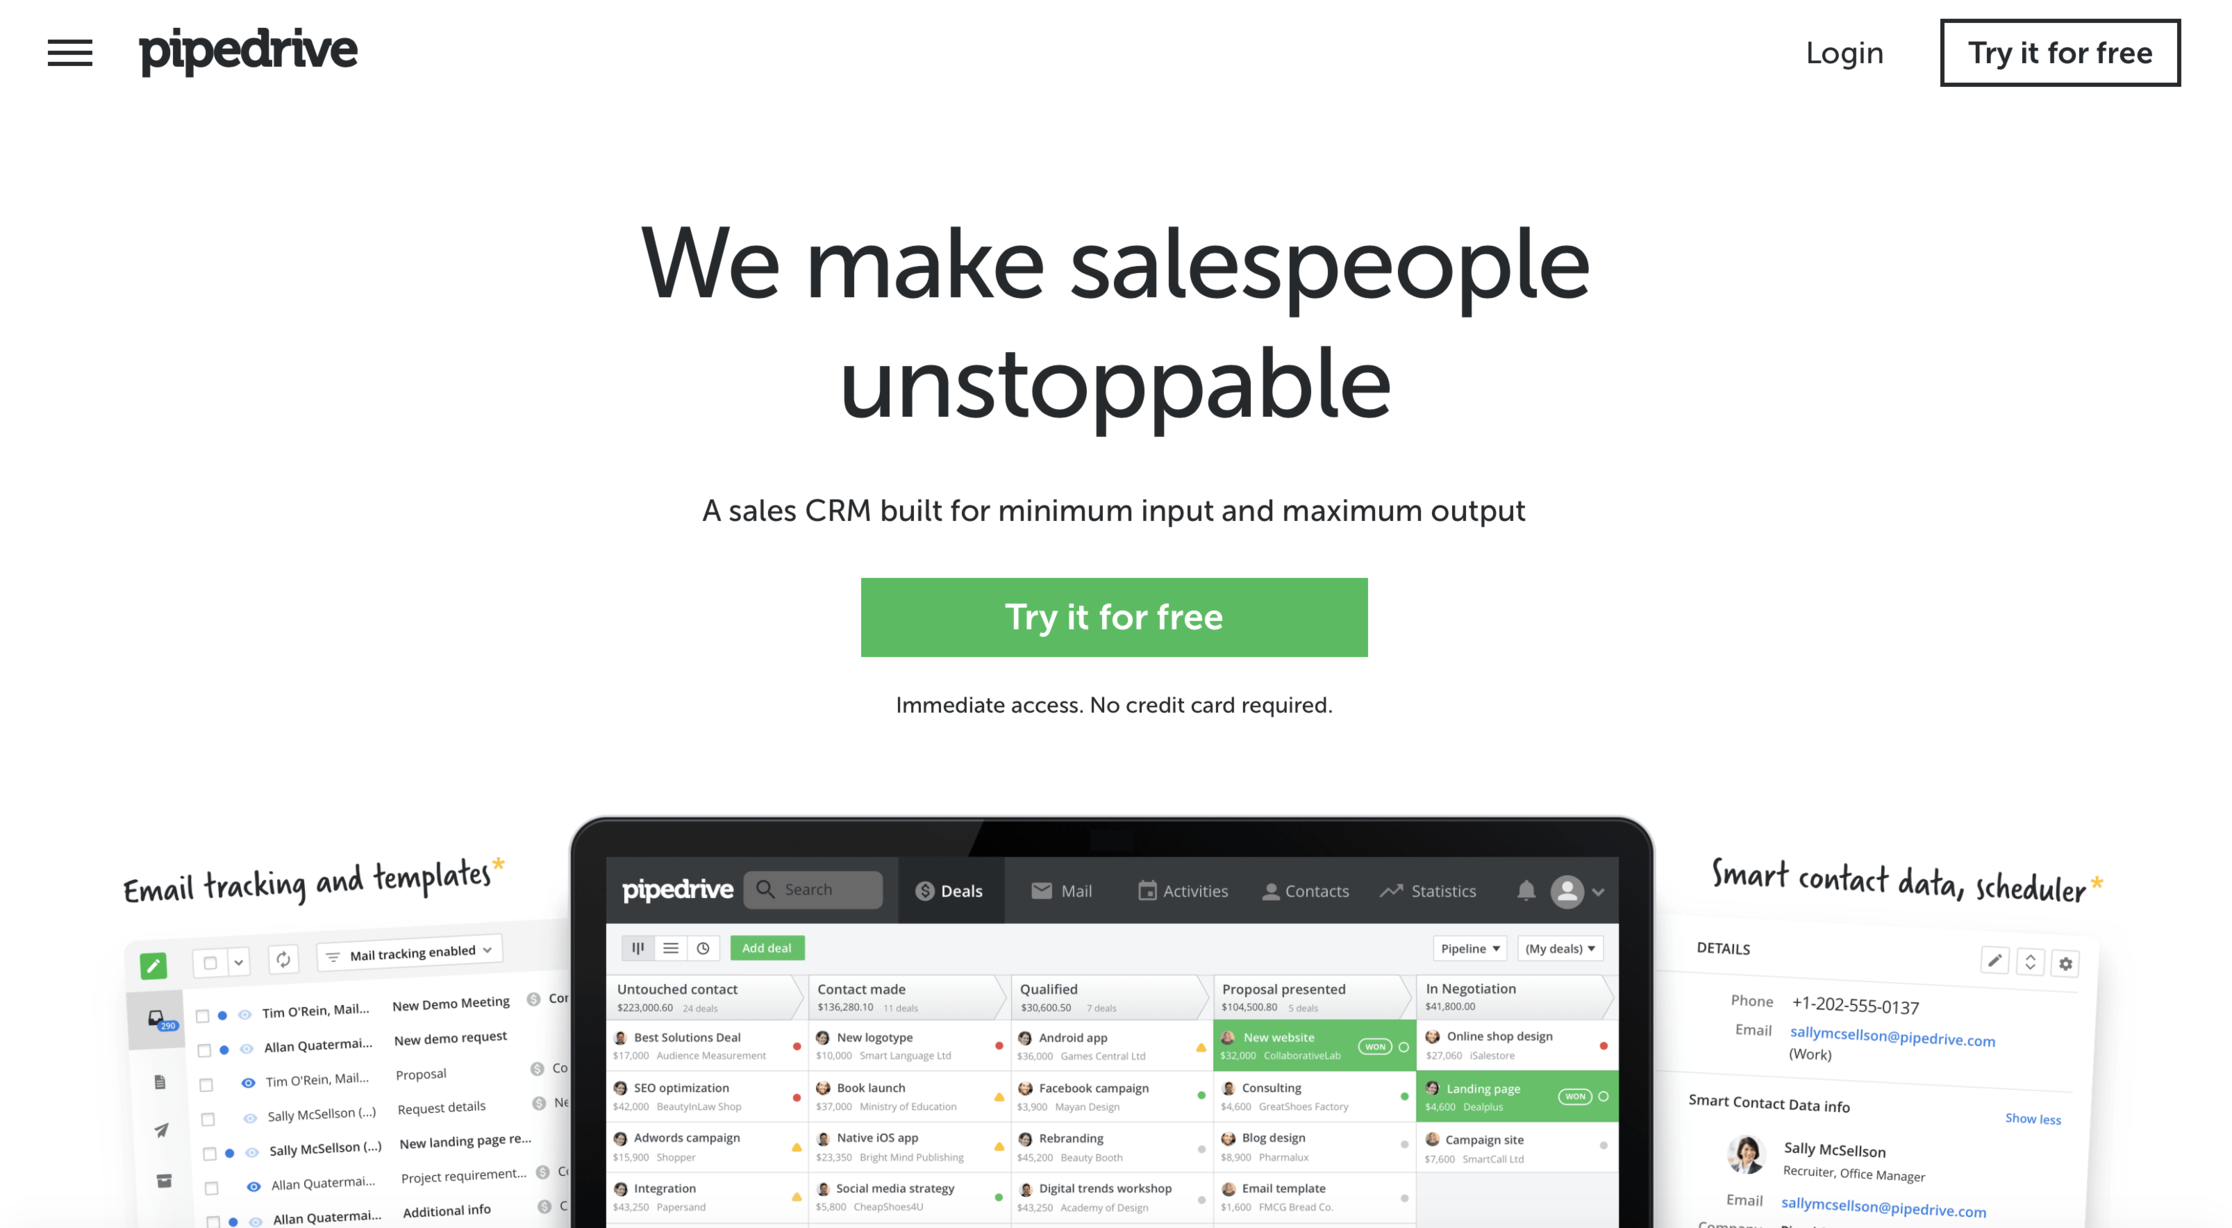 pipedrive
Login
Try it for free
We make salespeople
unstoppable
A sales CRM built for minimum input and maximum output
Try it for free
Immediate access. No credit card required.
Email tracking and templates*
Mail tracking enabled
290
Tim O'Rein, Mail... New Demo Meeting
Allan Quatermai... New demo request
Tim O'Rein, Mail... Proposal
Sally McSellson (...) Request details
Sally McSellson (...) New landing page re...
Allan Quatermai... Project requirement...
Allan Quatermai... Additional info
pipedrive Search Deals Mail Activities Contacts Statistics
Add deal Pipeline (My deals)
Untouched contact
$223,000.60 24 deals
Best Solutions Deal
$17,000 Audience Measurement
SEO optimization
$42,000 BeautyInLaw Shop
Adwords campaign
$15,900 Shopper
Integration
$43,250 Papersand
Contact made
$136,280.10 11 deals
New logotype
$10,000 Smart Language Ltd
Book launch
$37,000 Ministry of Education
Native iOS app
$23,350 Bright Mind Publishing
Social media strategy
$5,800 CheapShoes4U
Qualified
$30,600.50 7 deals
Android app
$36,000 Games Central Ltd
Facebook campaign
$3,900 Mayan Design
Rebranding
$45,200 Beauty Booth
Digital trends workshop
$43,250 Academy of Design
Proposal presented
$104,500.80 5 deals
New website
$32,000 CollaborativeLab
WON
Consulting
$4,600 GreatShoes Factory
Blog design
$8,900 Pharmalux
Email template
$1,600 FMCG Bread Co.
In Negotiation
$41,800.00
Online shop design
$27,060 iSalestore
Landing page
$4,600 Dealplus
WON
Campaign site
$7,600 SmartCall Ltd
Smart contact data, scheduler*
DETAILS
Phone +1-202-555-0137
Email sallymcsellson@pipedrive.com
(Work)
Smart Contact Data info
Show less
Sally McSellson
Recruiter, Office Manager
Email sallymcsellson@pipedrive.com